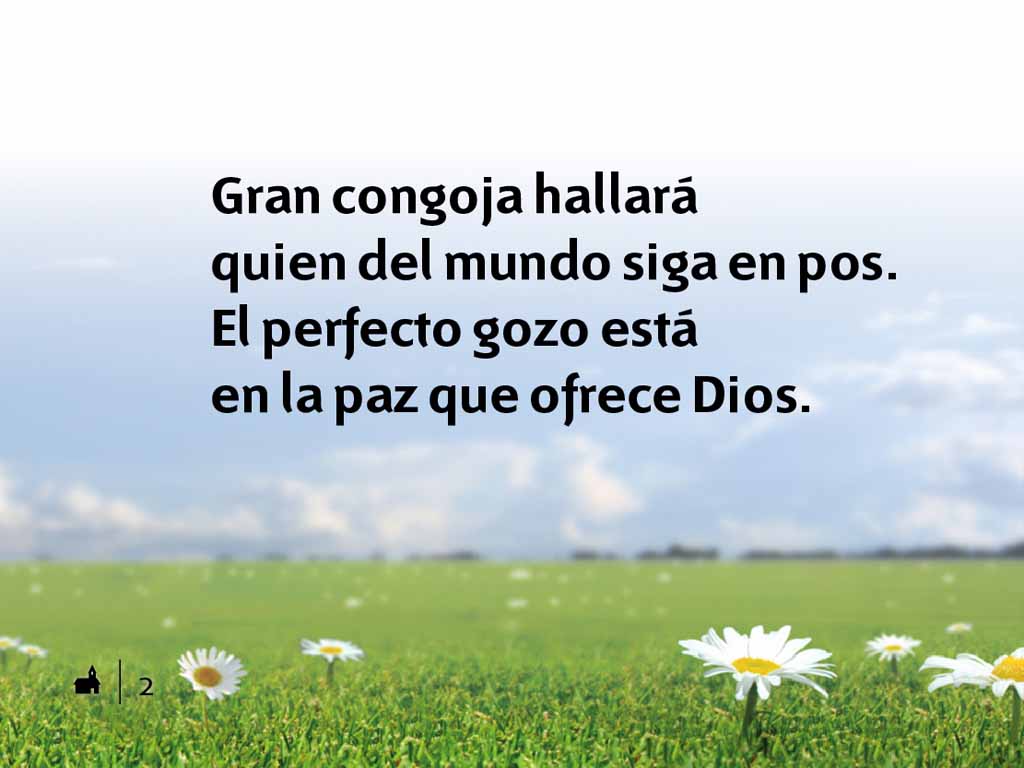 Gran congoja hallará
quien del mundo siga en pos.
El perfecto gozo está
en la paz que ofrece Dios.
2